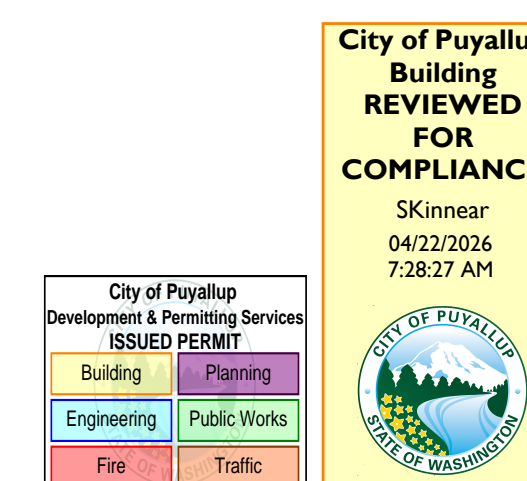 City of Puyallu
Building
REVIEWED
FOR
COMPLIANC
SKinnear
04/22/2026
7:28:27 AM
CITY OF PUYALLUP
STATE OF WASHINGTON
City of Puyallup
Development & Permitting Services
ISSUED PERMIT
Building
Planning
Engineering
Public Works
Fire
Traffic